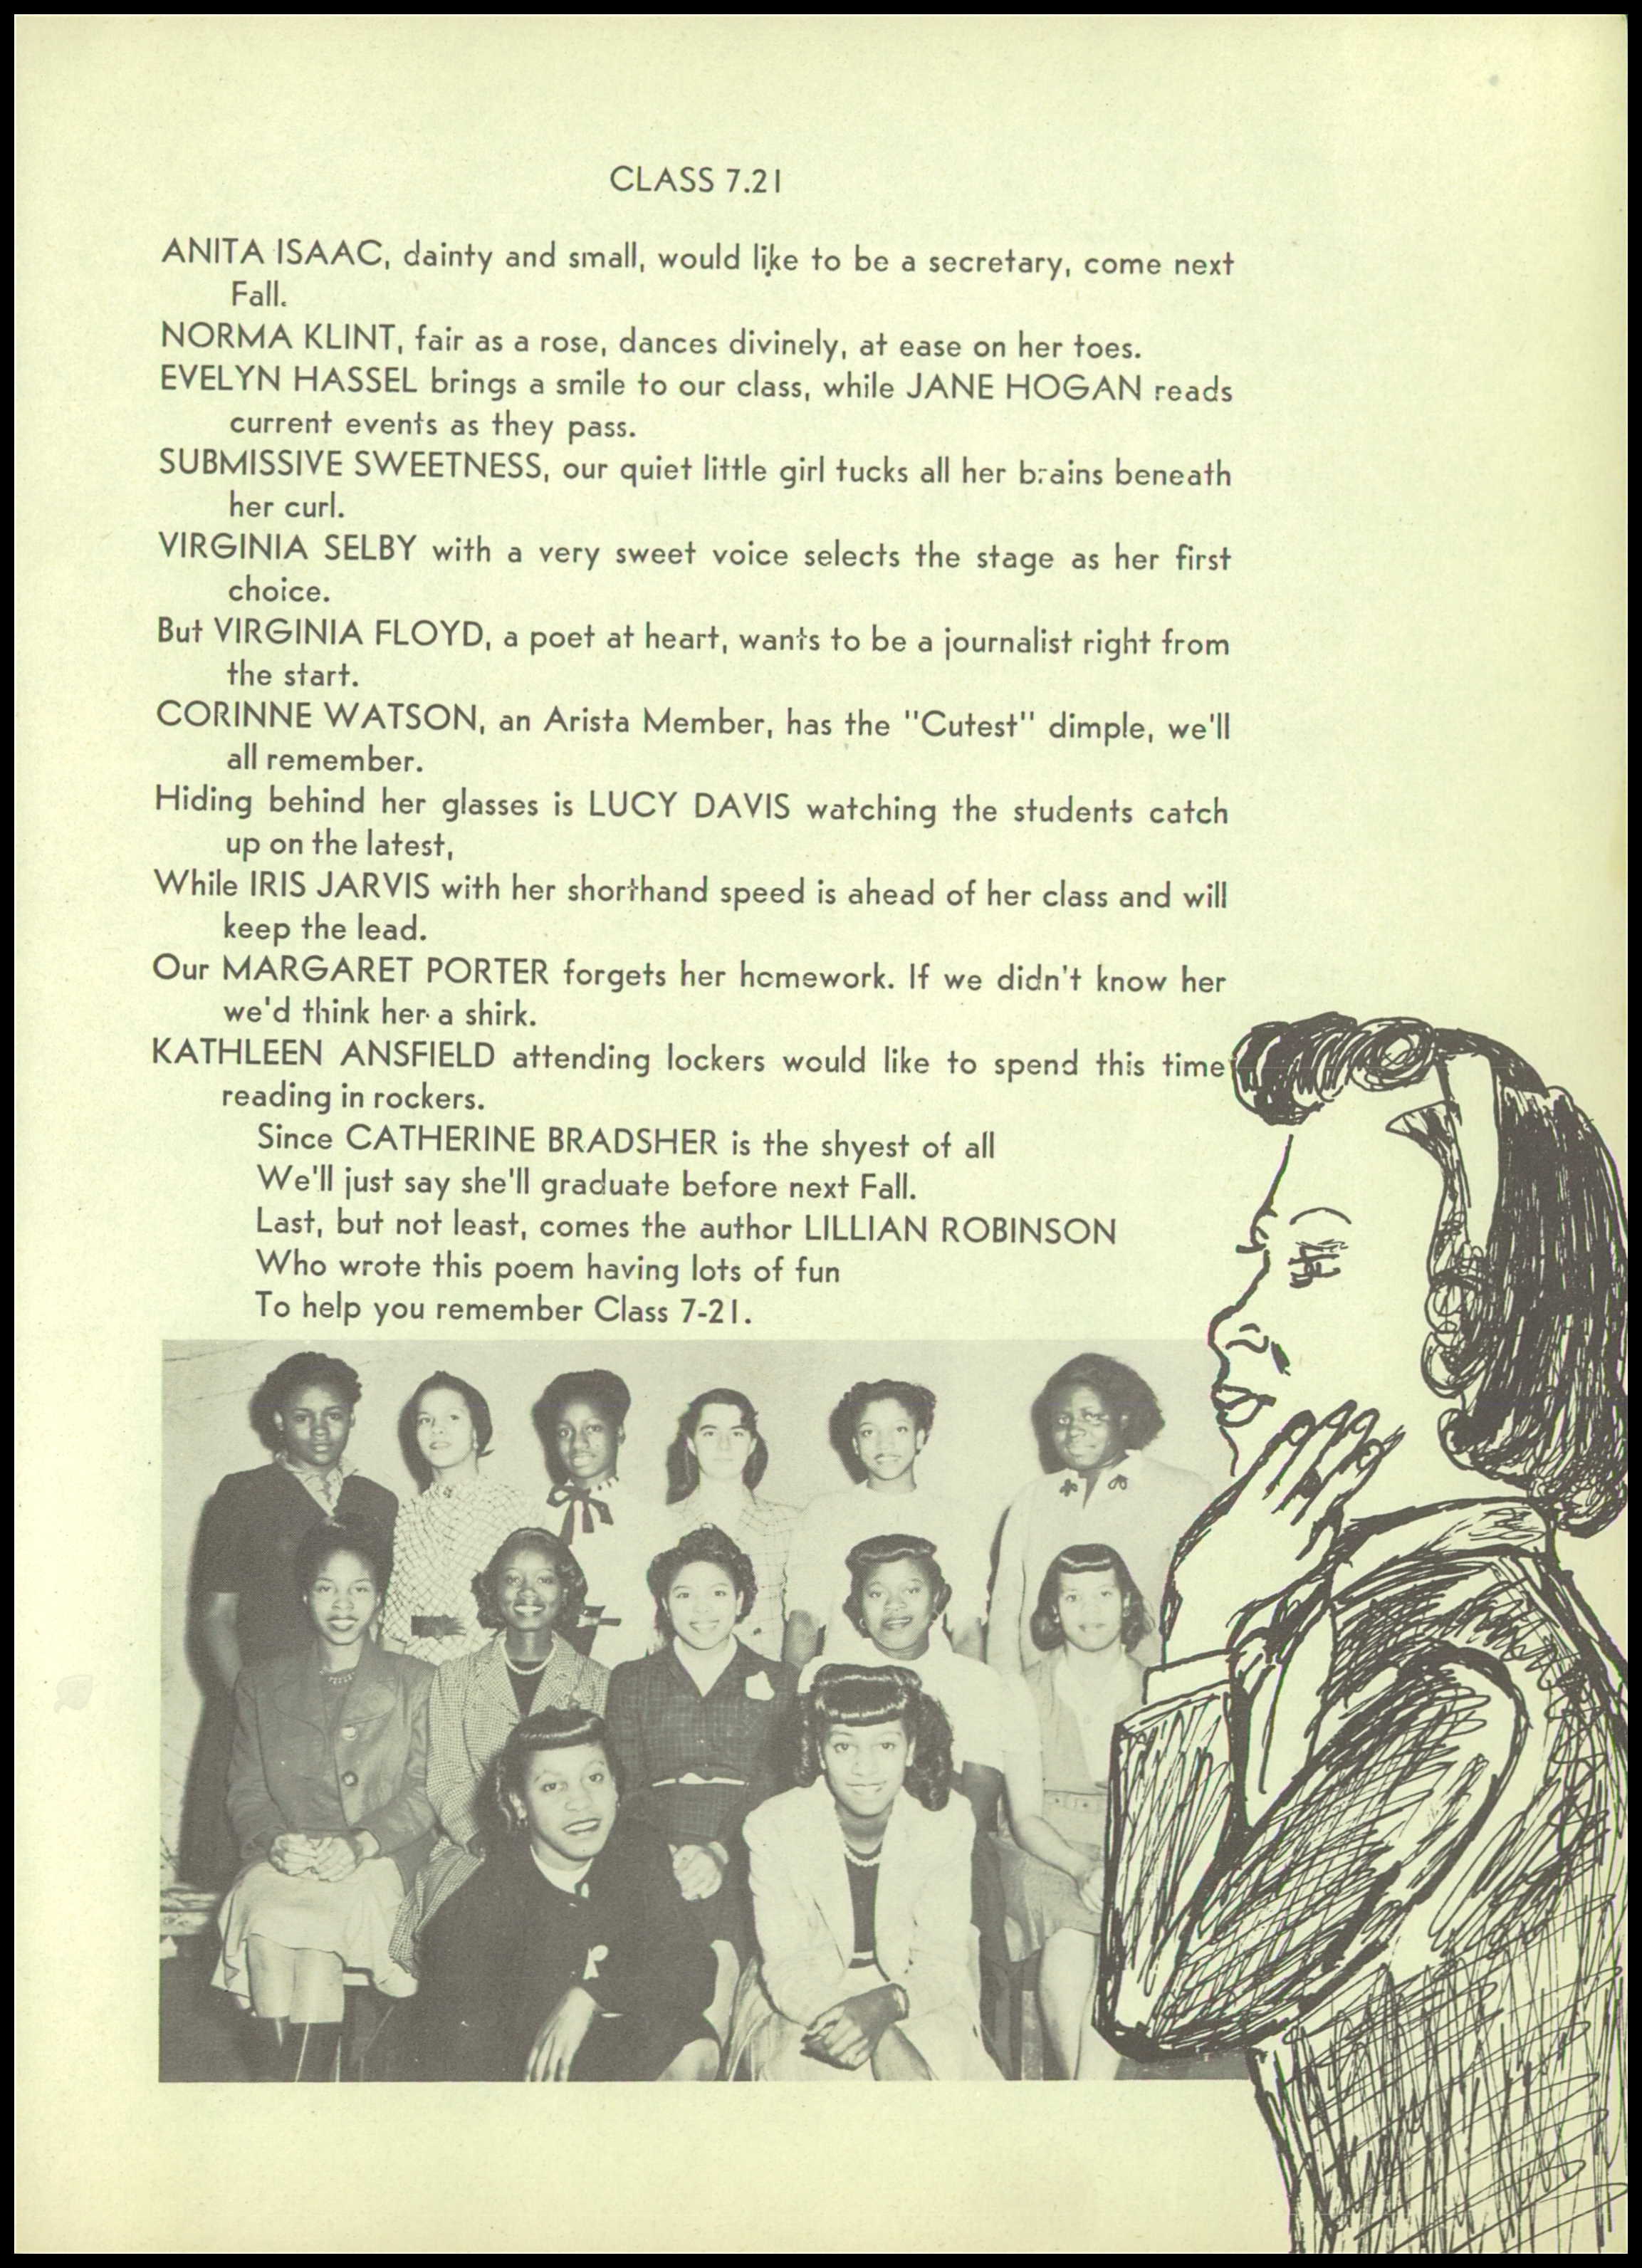 CLASS 7.21
ANITA ISAAC, dainty and small, would like to be a secretary, come next
Fall.
NORMA KLINT, fair as a rose, dances divinely, at ease on her toes.
EVELYN HASSEL brings a smile to our class, while JANE HOGAN reads
current events as they pass.
SUBMISSIVE SWEETNESS, our quiet little girl tucks all her brains beneath
her curl.
VIRGINIA SELBY with a very sweet voice selects the stage as her first
choice.
But VIRGINIA FLOYD, a poet at heart, wants to be a journalist right from
the start.
CORINNE WATSON, an Arista Member, has the "Cutest" dimple, we'll
all remember.
Hiding behind her glasses is LUCY DAVIS watching the students catch
up on the latest,
While IRIS JARVIS with her shorthand speed is ahead of her class and will
keep the lead.
Our MARGARET PORTER forgets her homework. If we didn't know her
we'd think her a shirk.
KATHLEEN ANSFIELD attending lockers would like to spend this time
reading in rockers.
Since CATHERINE BRADSHER is the shyest of all
We'll just say she'll graduate before next Fall.
Last, but not least, comes the author LILLIAN ROBINSON
Who wrote this poem having lots of fun
To help you remember Class 7-21.